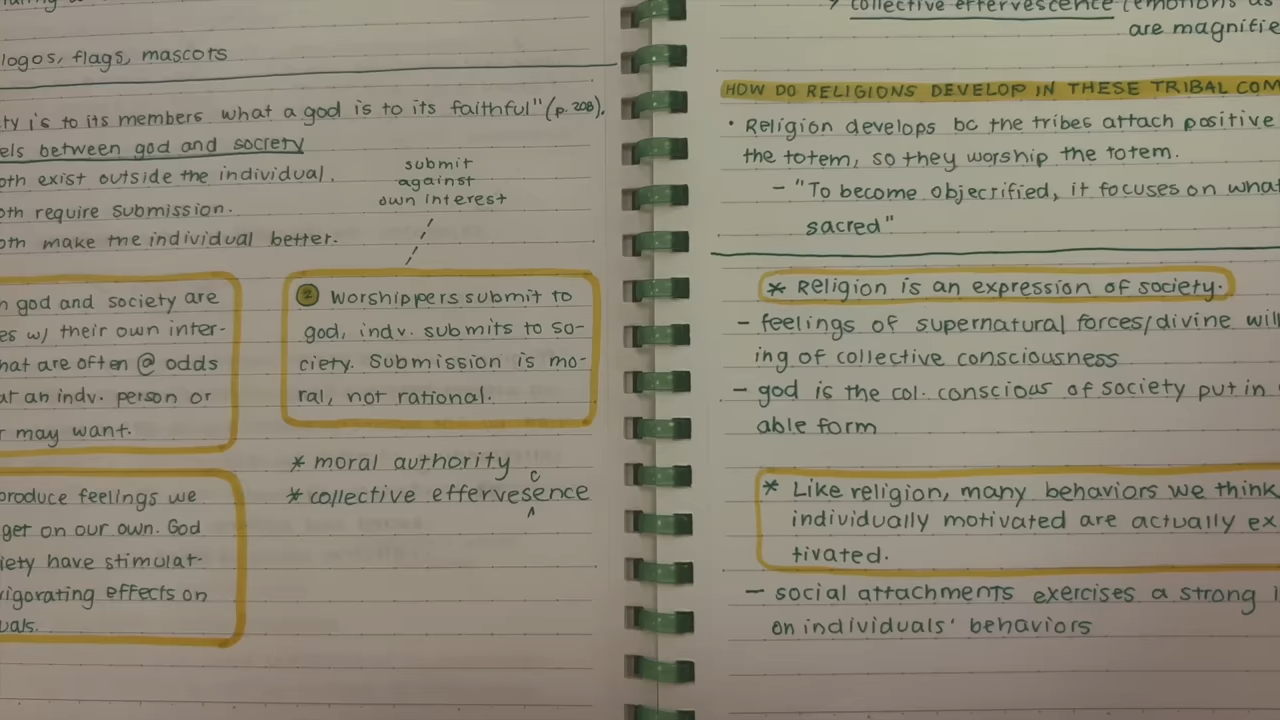 logos, flags, mascots
ty is to its members what a god is to its faithful" (p. 208).
els between god and socrety
oth exist outside the individual.
oth require submission.
oth make the individual better.
submit
against
own interest
h god and society are
es w/ their own inter-
hat are often @ odds
at an indv. person or
r may want.
2 Worshippers submit to
god, indv. submits to so-
ciety. Submission is mo-
ral, not rational.
* moral authority
* collective effervesence
c
^
produce feelings we
get on our own. God
iety have stimulat-
vigorating effects on
uals.
collective effervescence (emotions as
are magnifie
HOW DO RELIGIONS DEVELOP IN THESE TRIBAL COM
• Religion develops bc the tribes attach positive
the totem, so they worship the totem.
- "To become objecrified, it focuses on what
sacred"
* Religion is an expression of society.
- feelings of supernatural forces/divine will
ing of collective consciousness
- god is the col. conscious of society put in
able form
* Like religion, many behaviors we think
individually motivated are actually ex
tivated.
- social attachments exercises a strong i
on individuals' behaviors